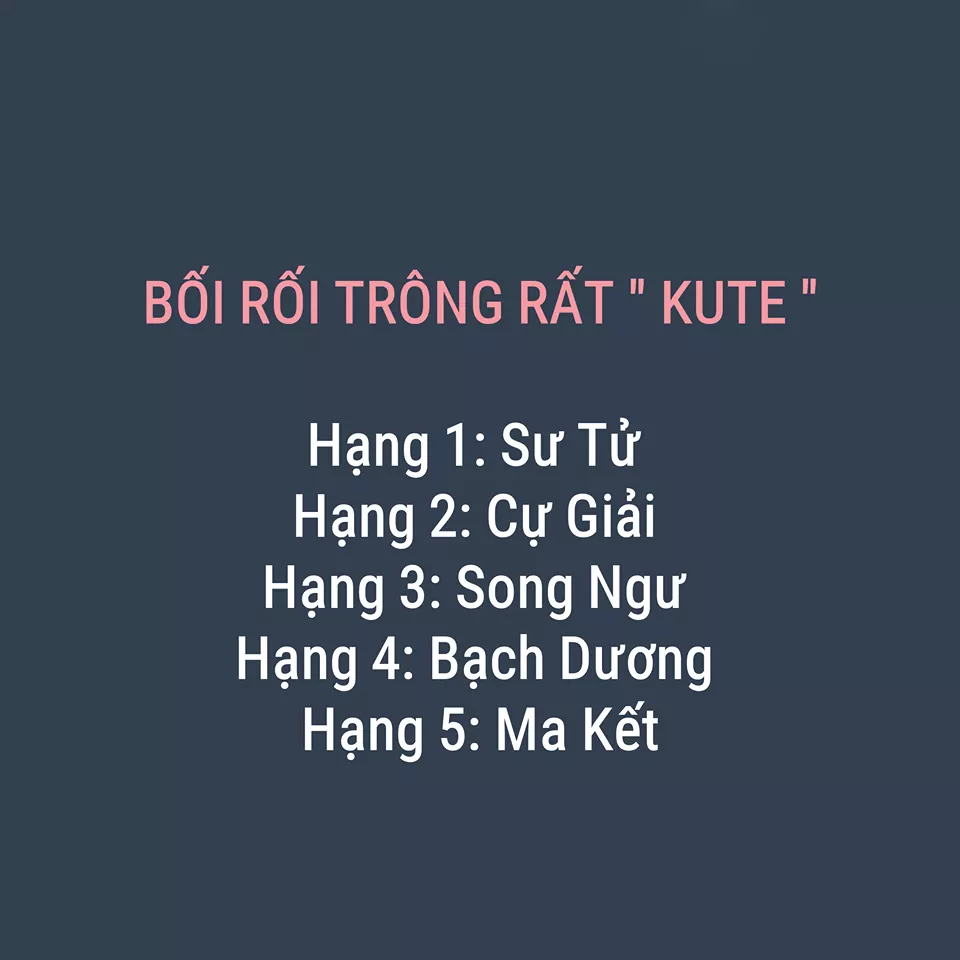 BỐI RỐI TRÔNG RẤT " KUTE "
Hạng 1: Sư Tử
Hạng 2: Cự Giải
Hạng 3: Song Ngư
Hạng 4: Bạch Dương
Hạng 5: Ma Kết